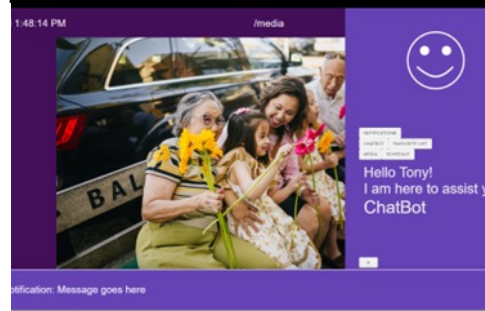 1:48:14 PM
/media
NOTIFICATIONS
CHATBOT FAVOURITE LIST
MEDIA SCHEDULE
Hello Tony!
I am here to assist y
ChatBot
BAL
x
otification: Message goes here